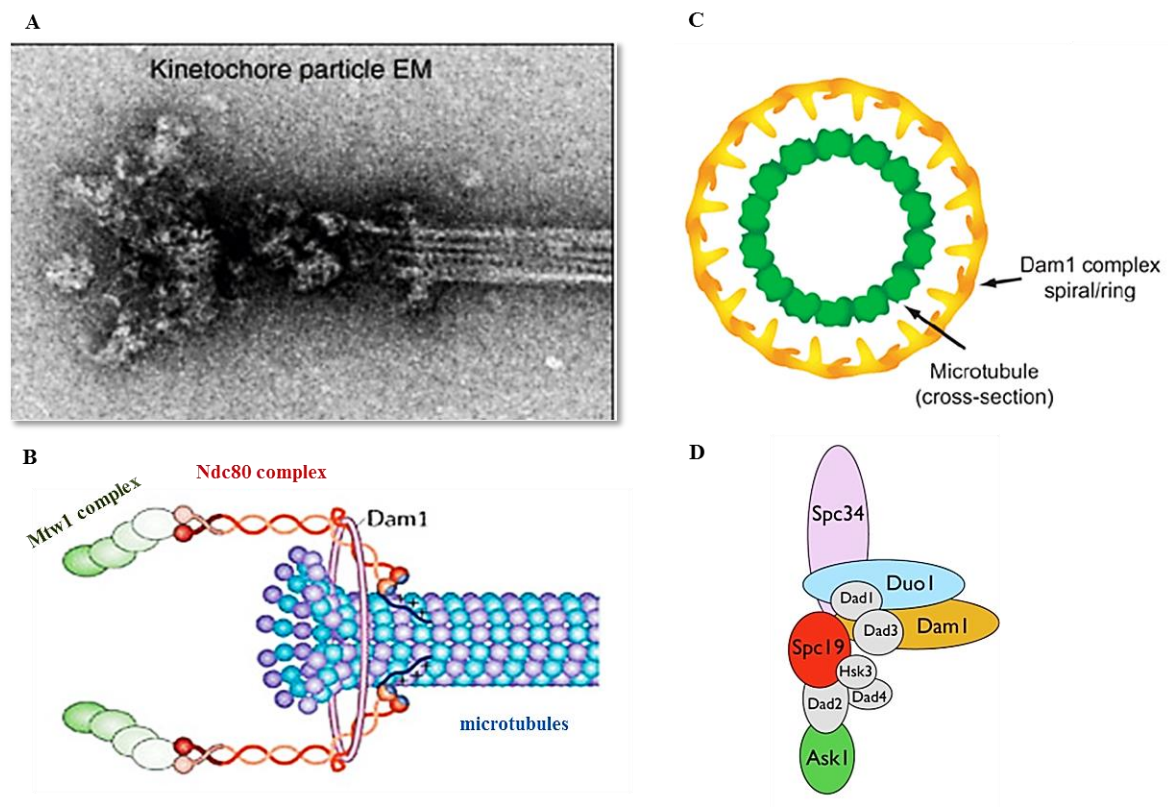 A
Kinetochore particle EM
C
Dam1 complex
spiral/ring
Microtubule
(cross-section)
B
Ndc80 complex
Mtw1 complex
Dam1
+
+
+
+
+
+
microtubules
D
Spc34
Duo1
Dad1
Dam1
Dad3
Spc19
Hsk3
Dad4
Dad2
Ask1